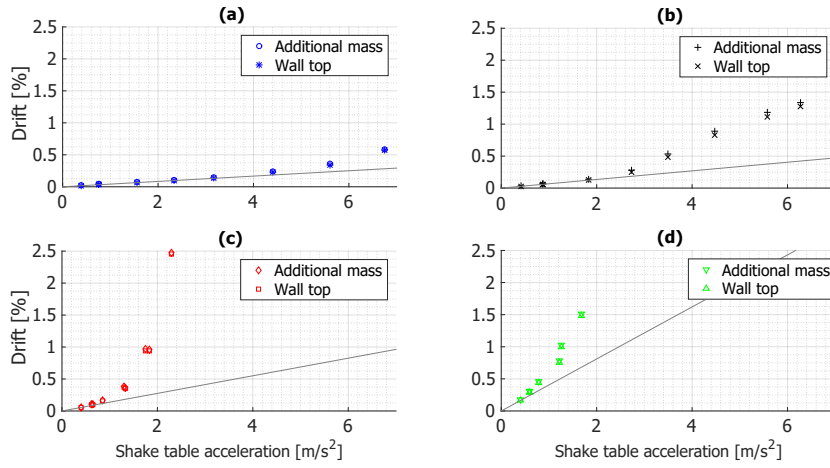 (a)
2.5
2
1.5
1
0.5
0
Drift [%]
Additional mass
Wall top
0 2 4 6
(b)
2.5
2
1.5
1
0.5
0
Additional mass
Wall top
0 2 4 6
(c)
2.5
2
1.5
1
0.5
0
Drift [%]
Additional mass
Wall top
0 2 4 6
Shake table acceleration [m/s²]
(d)
2.5
2
1.5
1
0.5
0
Additional mass
Wall top
0 2 4 6
Shake table acceleration [m/s²]